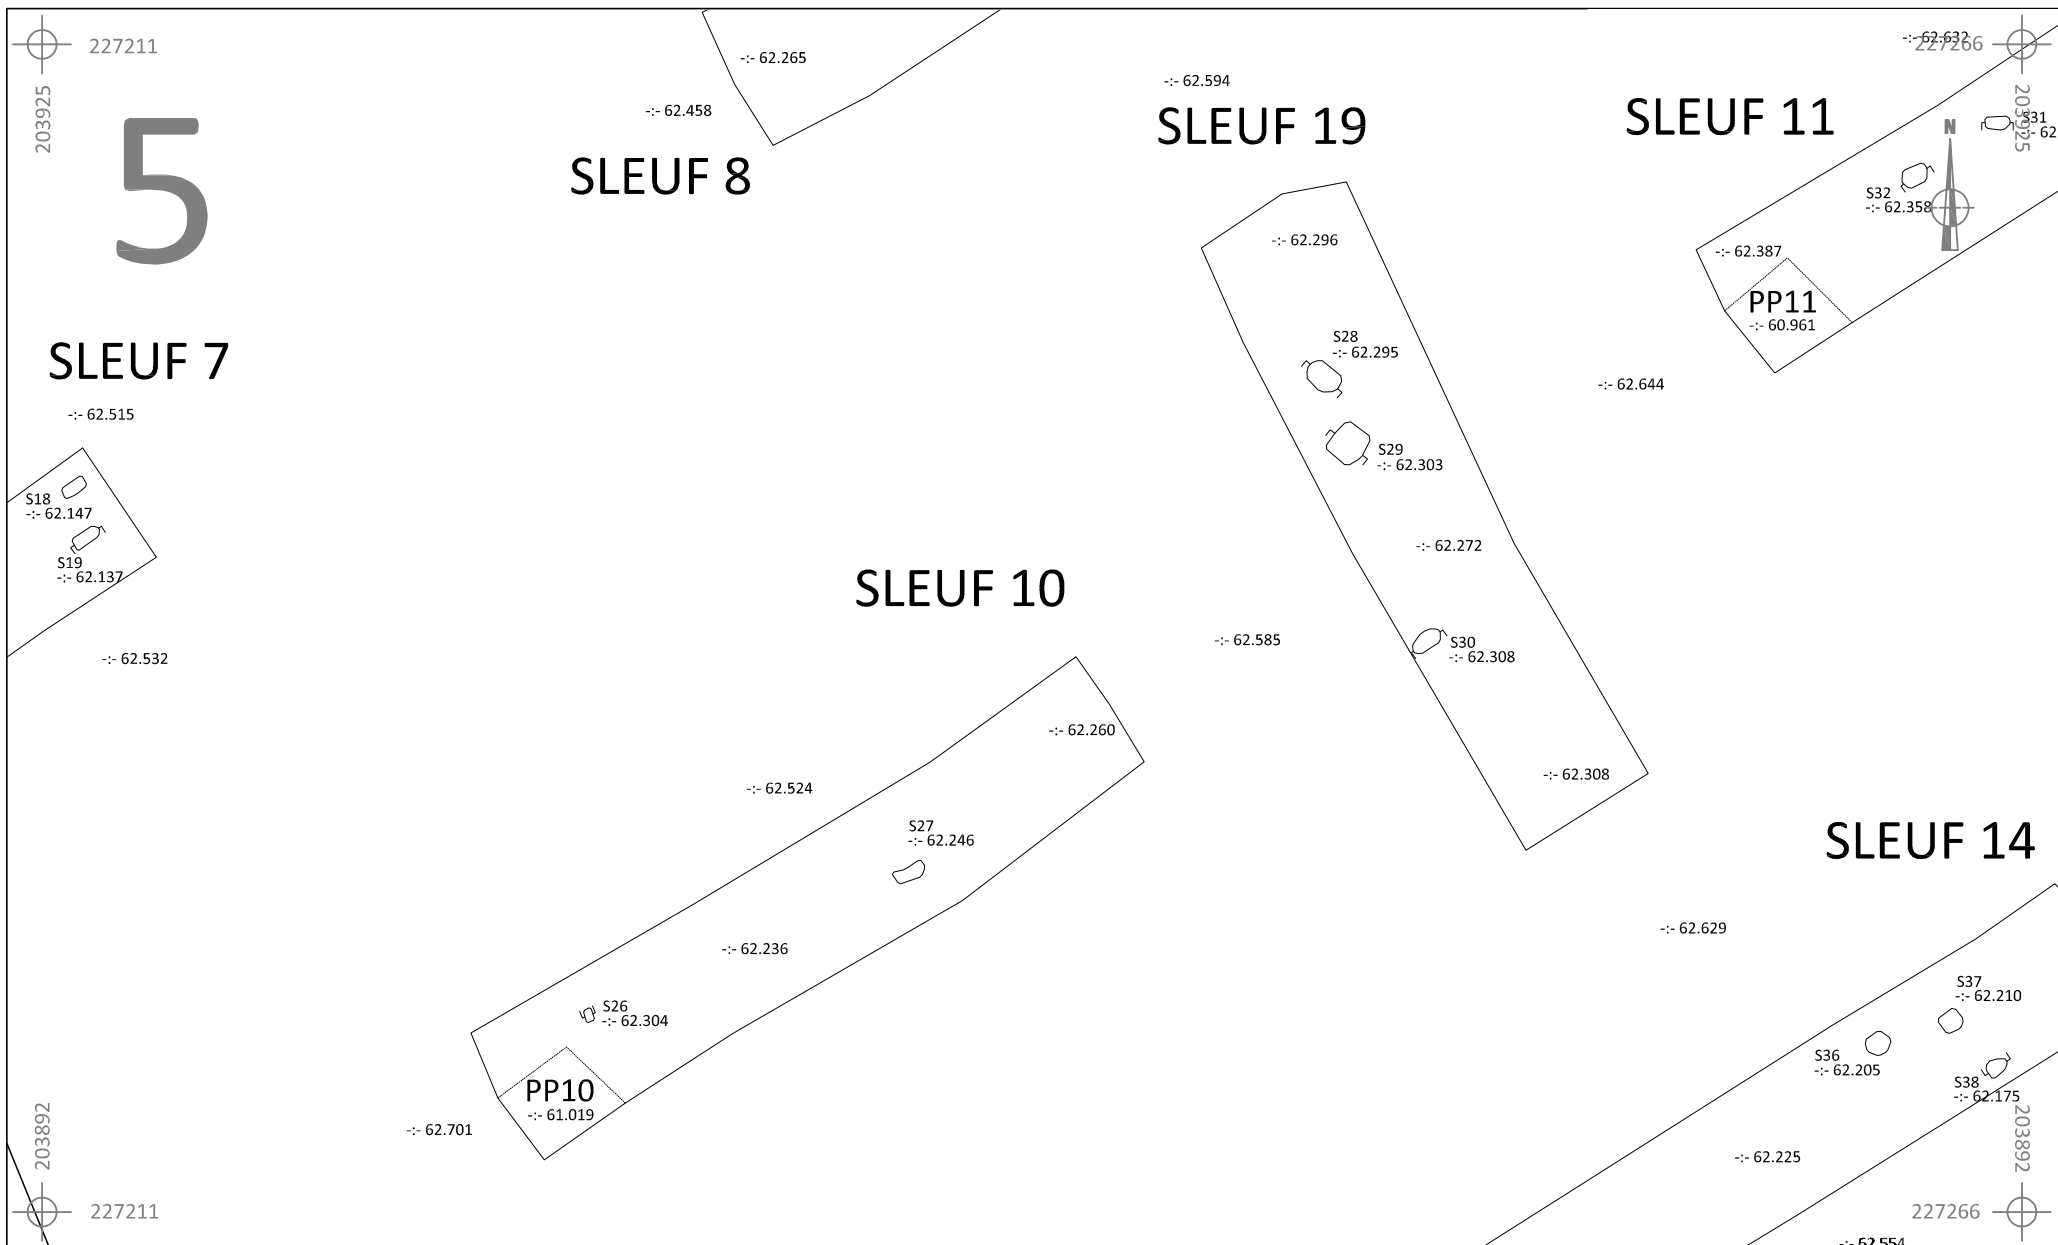 227211
203925
5
-:- 62.265
-:- 62.458
SLEUF 8
-:- 62.594
SLEUF 19
-:- 62.632
227266
203925
SLEUF 11
N
S31
-:- 62
S32
-:- 62.358
-:- 62.387
PP11
-:- 60.961
-:- 62.644
-:- 62.296
S28
-:- 62.295
S29
-:- 62.303
-:- 62.272
S30
-:- 62.308
-:- 62.308
-:- 62.585
SLEUF 7
-:- 62.515
S18
-:- 62.147
S19
-:- 62.137
-:- 62.532
SLEUF 10
-:- 62.260
-:- 62.524
S27
-:- 62.246
-:- 62.236
S26
-:- 62.304
PP10
-:- 61.019
-:- 62.701
SLEUF 14
-:- 62.629
S37
-:- 62.210
S36
-:- 62.205
S38
-:- 62.175
-:- 62.225
-:- 62.554
203892
227211
203892
227266